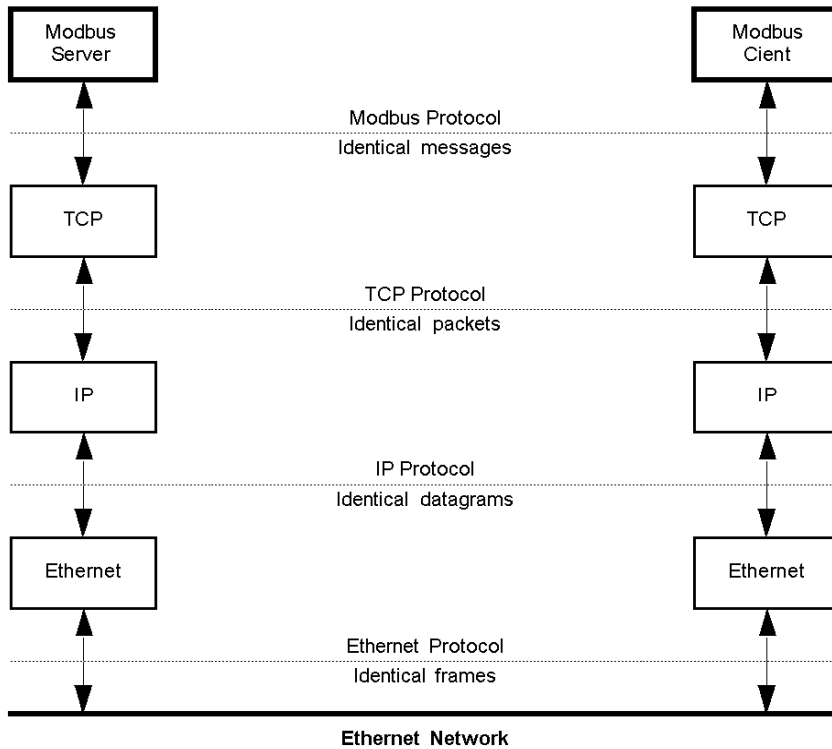 Modbus
Server
Modbus
Cient
Modbus Protocol
Identical messages
TCP
TCP
TCP Protocol
Identical packets
IP
IP
IP Protocol
Identical datagrams
Ethernet
Ethernet
Ethernet Protocol
Identical frames
Ethernet Network